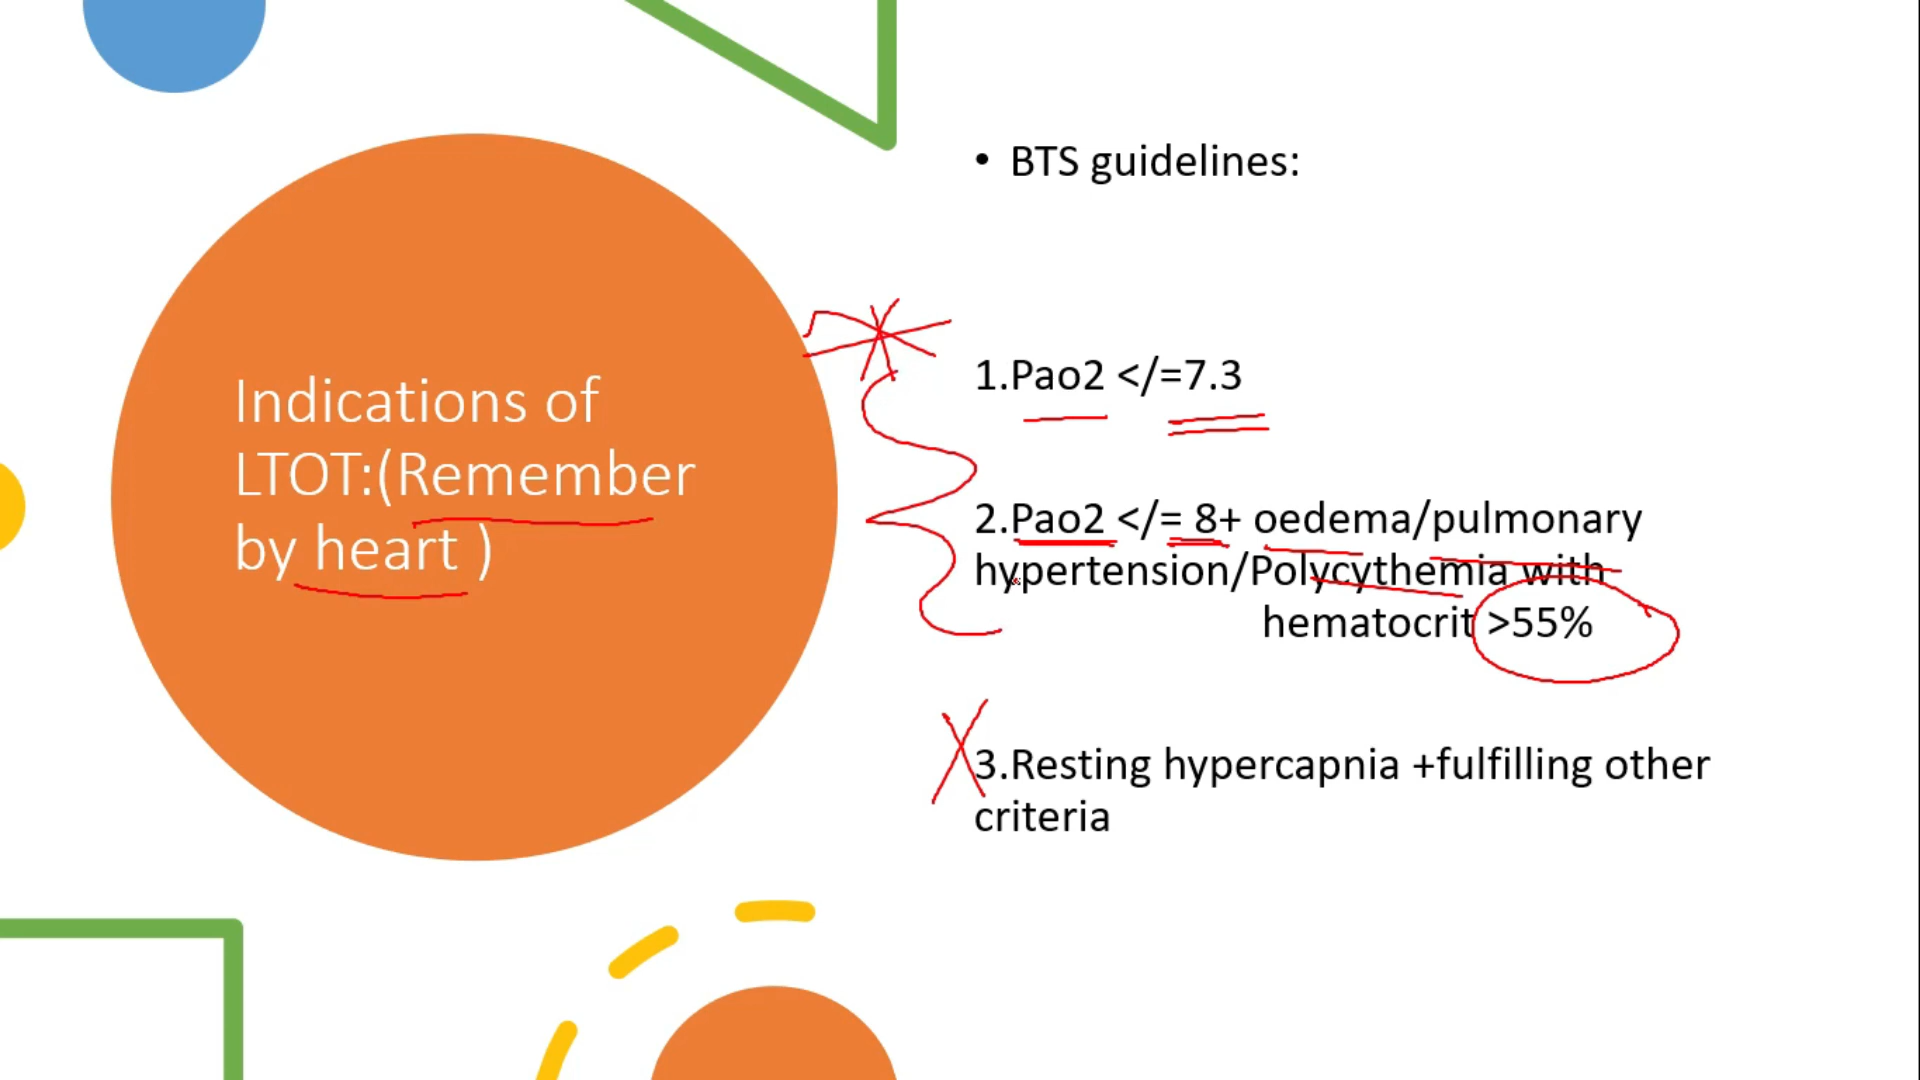 Indications of
LTOT:(Remember
by heart )
• BTS guidelines:
1.Pao2 </=7.3
2.Pao2 </= 8+ oedema/pulmonary
hypertension/Polycythemia with
hematocrit >55%
3.Resting hypercapnia +fulfilling other
criteria